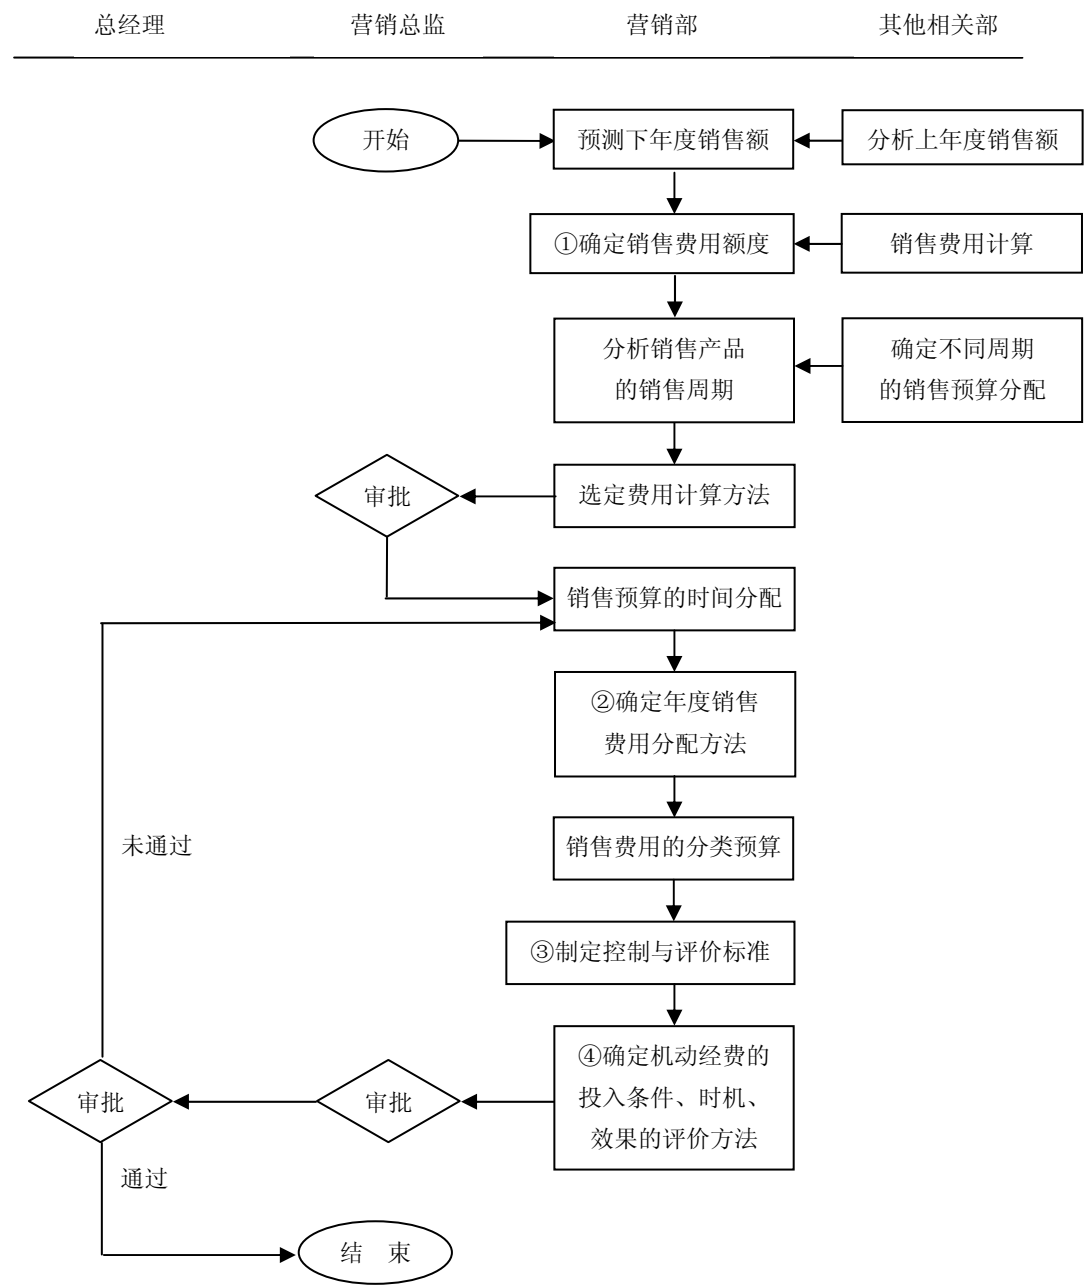 总经理
营销总监
营销部
其他相关部
开始
预测下年度销售额
分析上年度销售额
①确定销售费用额度
销售费用计算
分析销售产品
的销售周期
确定不同周期
的销售预算分配
审批
选定费用计算方法
销售预算的时间分配
②确定年度销售
费用分配方法
未通过
销售费用的分类预算
③制定控制与评价标准
④确定机动经费的
投入条件、时机、
效果的评价方法
审批
审批
通过
结 束